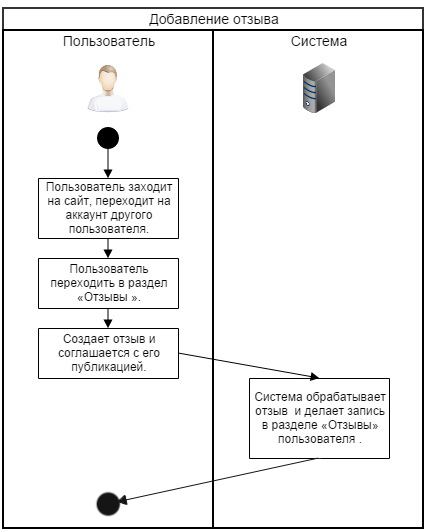 Добавление отзыва
Пользователь
Система
Пользователь заходит
на сайт, переходит на
аккаунт другого
пользователя.
Пользователь
переходить в раздел
«Отзывы ».
Создает отзыв и
соглашается с его
публикацией.
Система обрабатывает
отзыв и делает запись
в разделе «Отзывы»
пользователя .